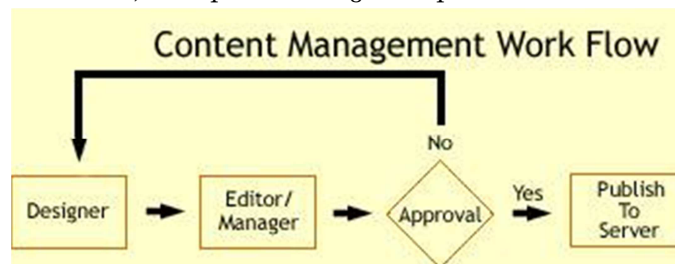 Content Management Work Flow
No
Designer
Editor/
Manager
Approval
Yes
Publish
To
Server